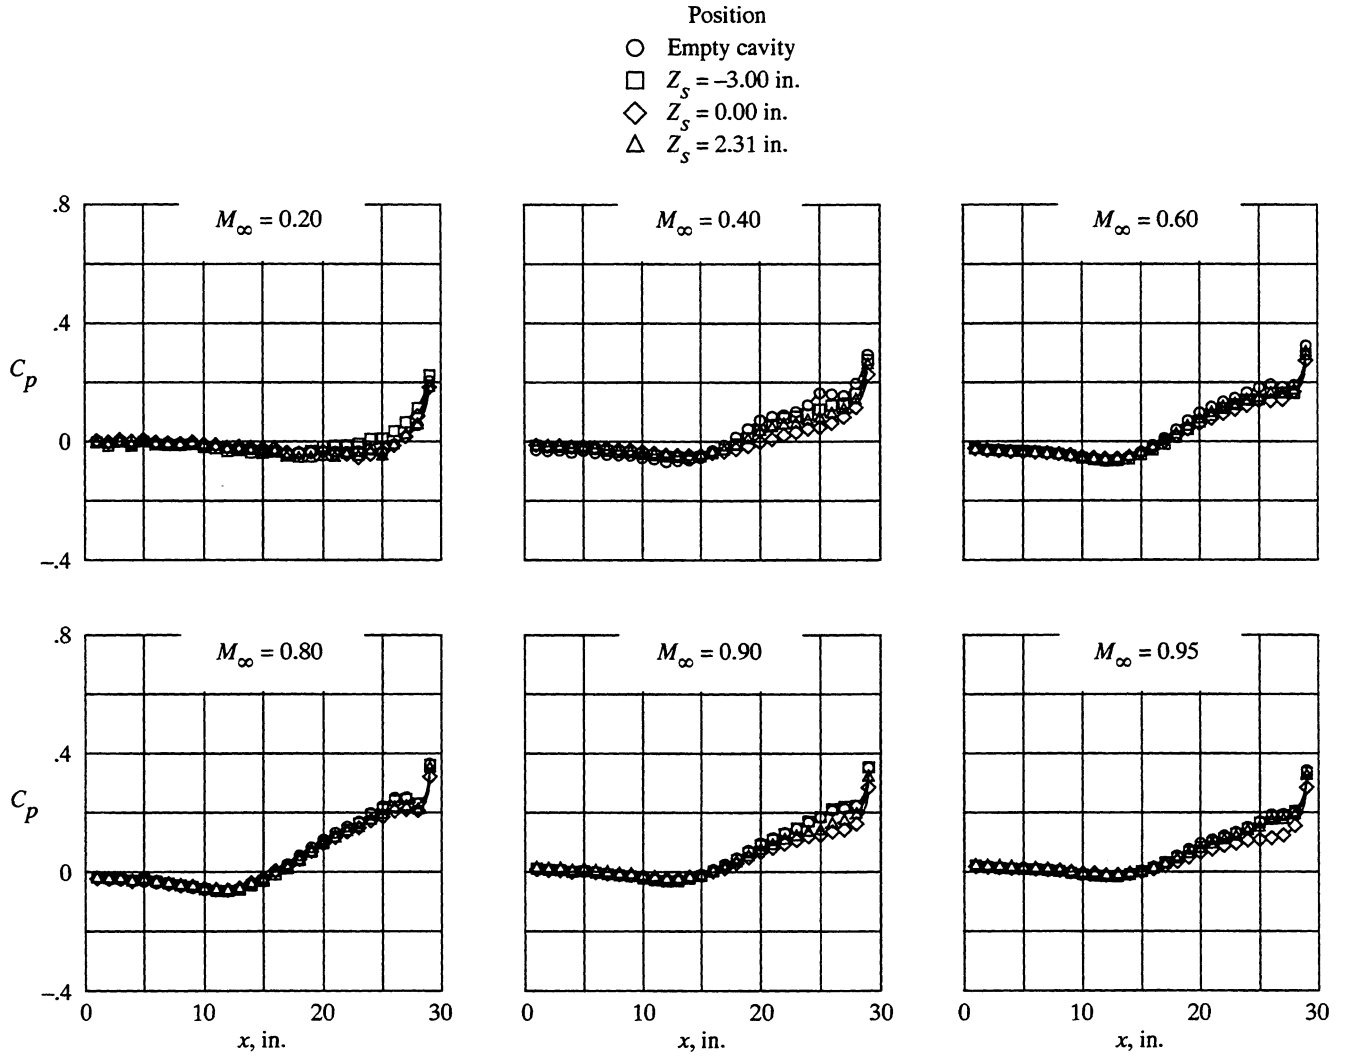 Position
Empty cavity
Z_s = –3.00 in.
Z_s = 0.00 in.
Z_s = 2.31 in.
M_∞ = 0.20
M_∞ = 0.40
M_∞ = 0.60
.8
.4
C_p
0
–.4
M_∞ = 0.80
M_∞ = 0.90
M_∞ = 0.95
.8
.4
C_p
0
–.4
0 10 20 30
0 10 20 30
0 10 20 30
x, in.
x, in.
x, in.